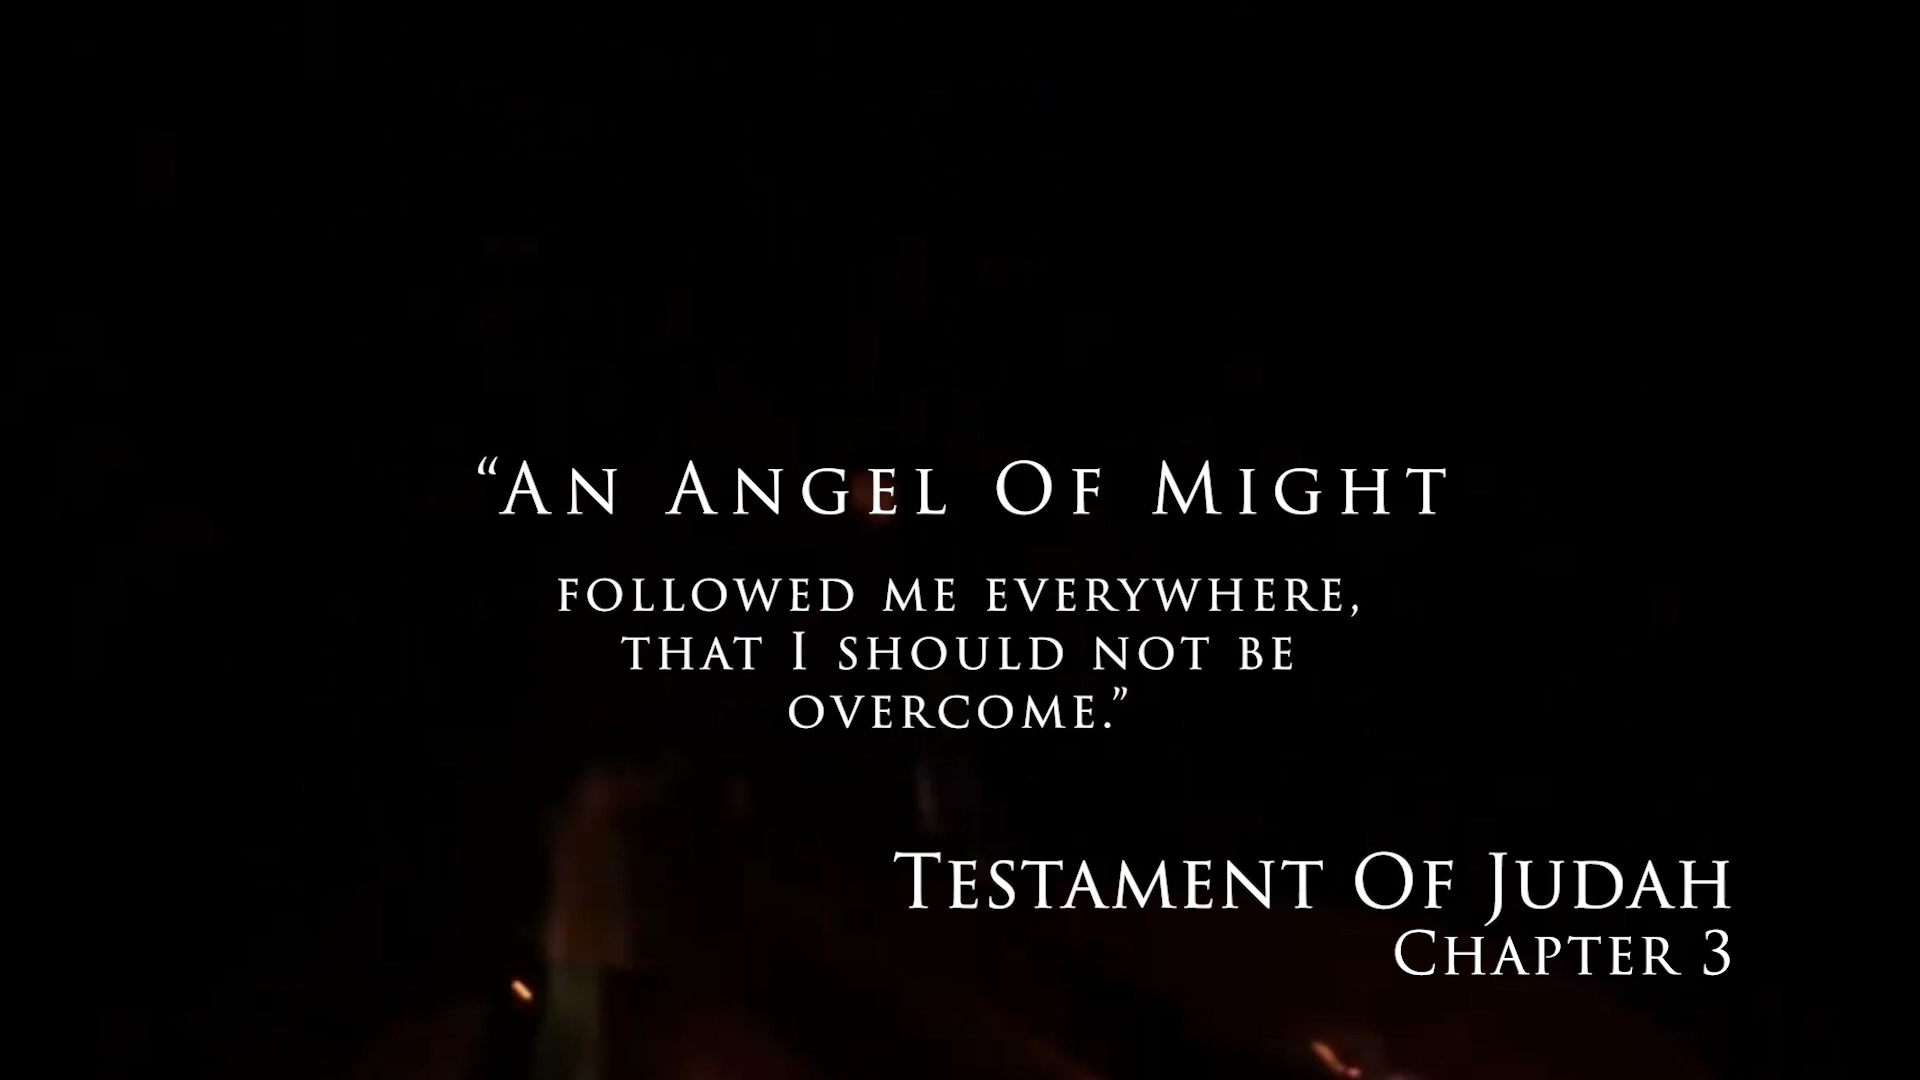 “An Angel Of Might
followed me everywhere,
that I should not be
overcome.”
Testament Of Judah
Chapter 3